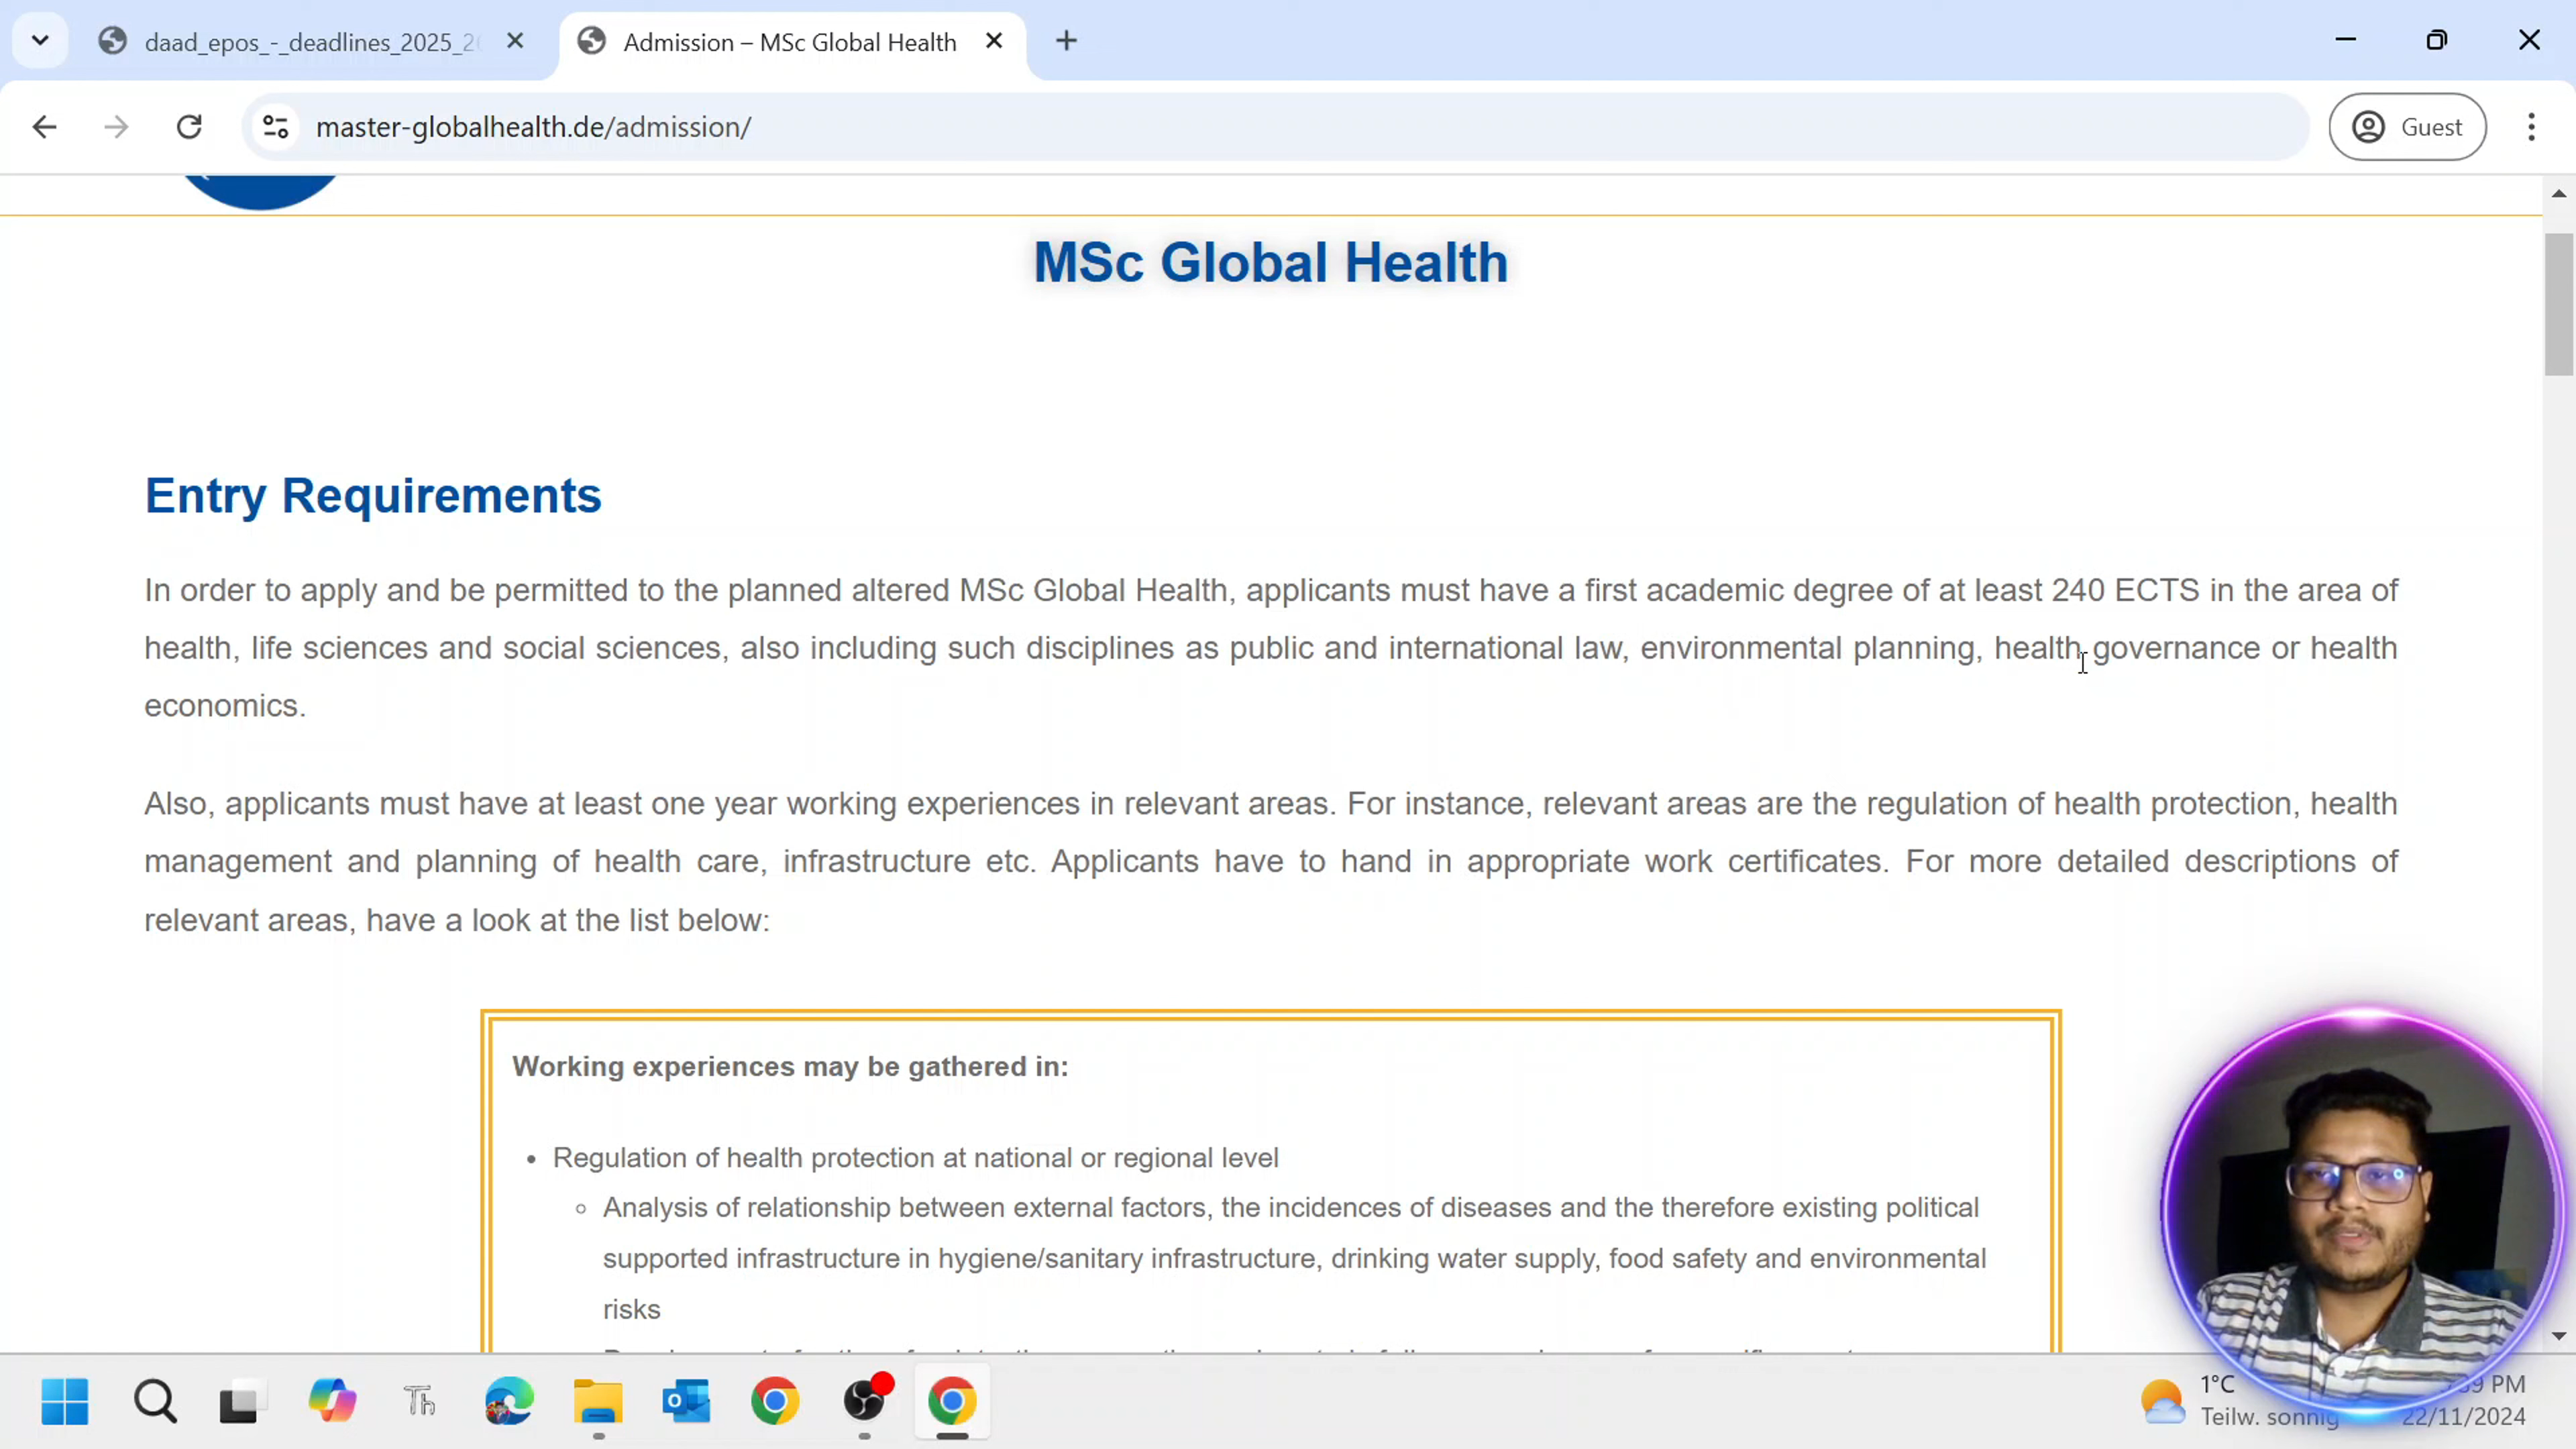 daad_epos_-_deadlines_2025_2
Admission – MSc Global Health
master-globalhealth.de/admission/
Guest
MSc Global Health
Entry Requirements
In order to apply and be permitted to the planned altered MSc Global Health, applicants must have a first academic degree of at least 240 ECTS in the area of
health, life sciences and social sciences, also including such disciplines as public and international law, environmental planning, health governance or health
economics.
Also, applicants must have at least one year working experiences in relevant areas. For instance, relevant areas are the regulation of health protection, health
management and planning of health care, infrastructure etc. Applicants have to hand in appropriate work certificates. For more detailed descriptions of
relevant areas, have a look at the list below:
Working experiences may be gathered in:
• Regulation of health protection at national or regional level
◦ Analysis of relationship between external factors, the incidences of diseases and the therefore existing political
supported infrastructure in hygiene/sanitary infrastructure, drinking water supply, food safety and environmental
risks
Th
1°C
Teilw. sonnig
PM
22/11/2024